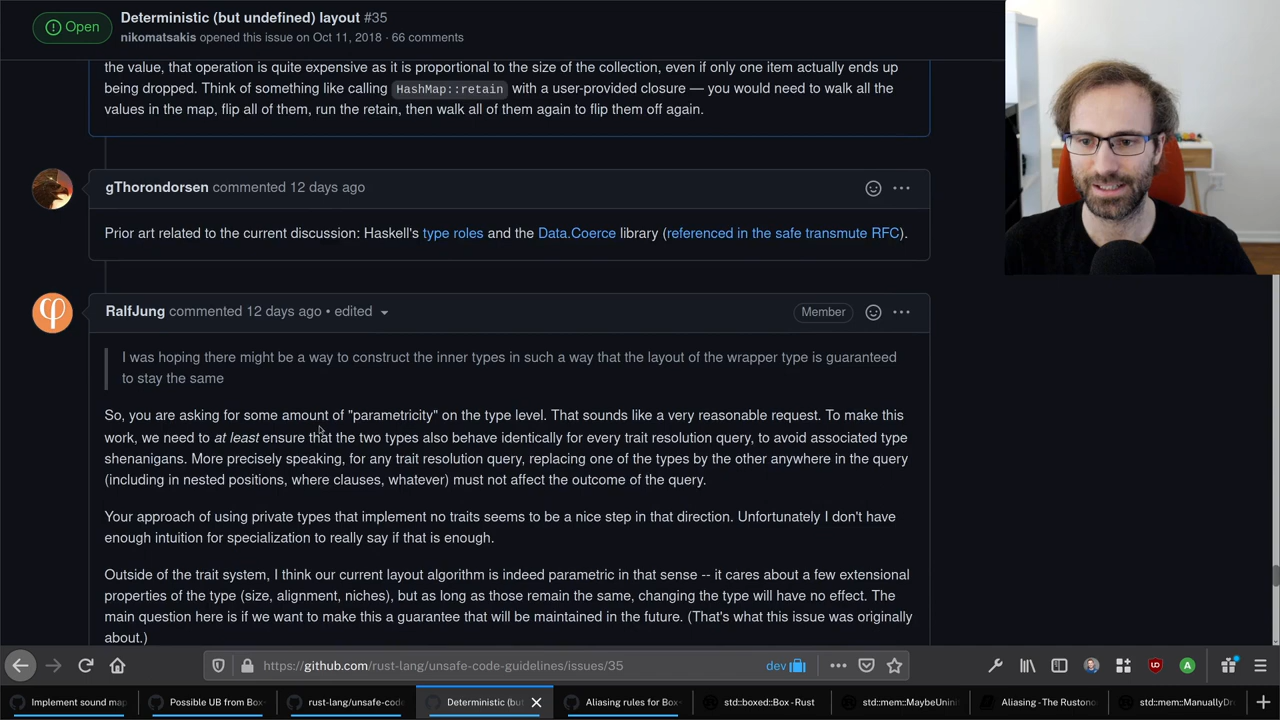 Open
Deterministic (but undefined) layout #35
nikomatsakis opened this issue on Oct 11, 2018 · 66 comments
the value, that operation is quite expensive as it is proportional to the size of the collection, even if only one item actually ends up
being dropped. Think of something like calling HashMap::retain with a user-provided closure — you would need to walk all the
values in the map, flip all of them, run the retain, then walk all of them again to flip them off again.
gThorondorsen commented 12 days ago
Prior art related to the current discussion: Haskell's type roles and the Data.Coerce library (referenced in the safe transmute RFC).
RalfJung commented 12 days ago • edited
Member
I was hoping there might be a way to construct the inner types in such a way that the layout of the wrapper type is guaranteed
to stay the same
So, you are asking for some amount of "parametricity" on the type level. That sounds like a very reasonable request. To make this
work, we need to at least ensure that the two types also behave identically for every trait resolution query, to avoid associated type
shenanigans. More precisely speaking, for any trait resolution query, replacing one of the types by the other anywhere in the query
(including in nested positions, where clauses, whatever) must not affect the outcome of the query.
Your approach of using private types that implement no traits seems to be a nice step in that direction. Unfortunately I don't have
enough intuition for specialization to really say if that is enough.
Outside of the trait system, I think our current layout algorithm is indeed parametric in that sense -- it cares about a few extensional
properties of the type (size, alignment, niches), but as long as those remain the same, changing the type will have no effect. The
main question here is if we want to make this a guarantee that will be maintained in the future. (That's what this issue was originally
about.)
https://github.com/rust-lang/unsafe-code-guidelines/issues/35
dev
Implement sound map
Possible UB from Box
rust-lang/unsafe-code
Deterministic (but
Aliasing rules for Box
std::boxed::Box - Rust
std::mem::MaybeUnini
Aliasing - The Rustono
std::mem::ManuallyDr